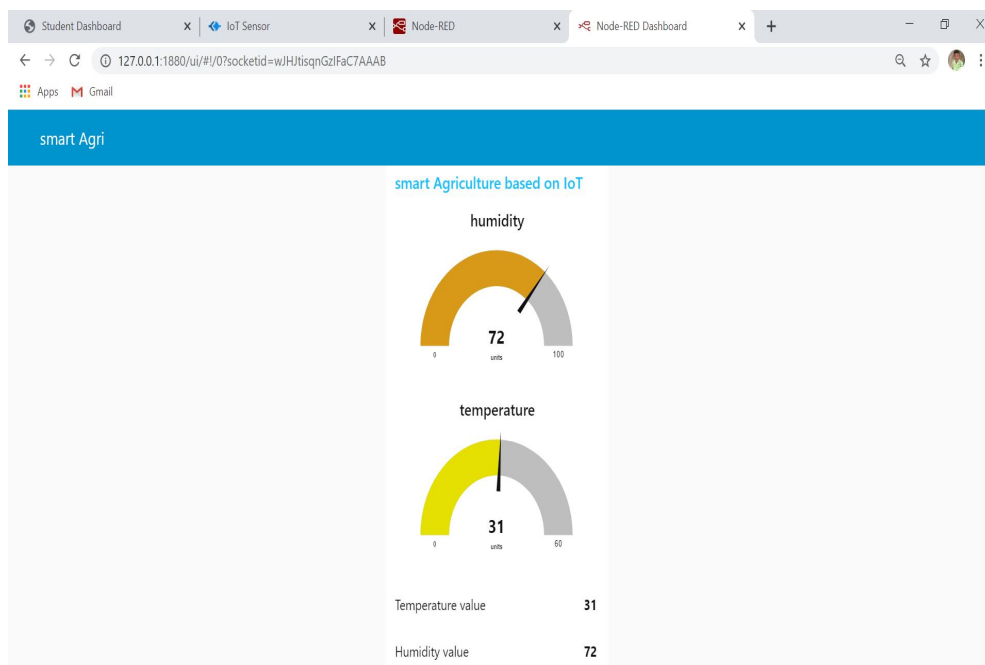 Student Dashboard x IoT Sensor x Node-RED x Node-RED Dashboard x +
127.0.0.1:1880/ui/#!/0?socketid=wJHJtisqnGzIFaC7AAAB
Apps M Gmail
smart Agri
smart Agriculture based on IoT
humidity
72
0 units 100
temperature
31
0 units 60
Temperature value 31
Humidity value 72